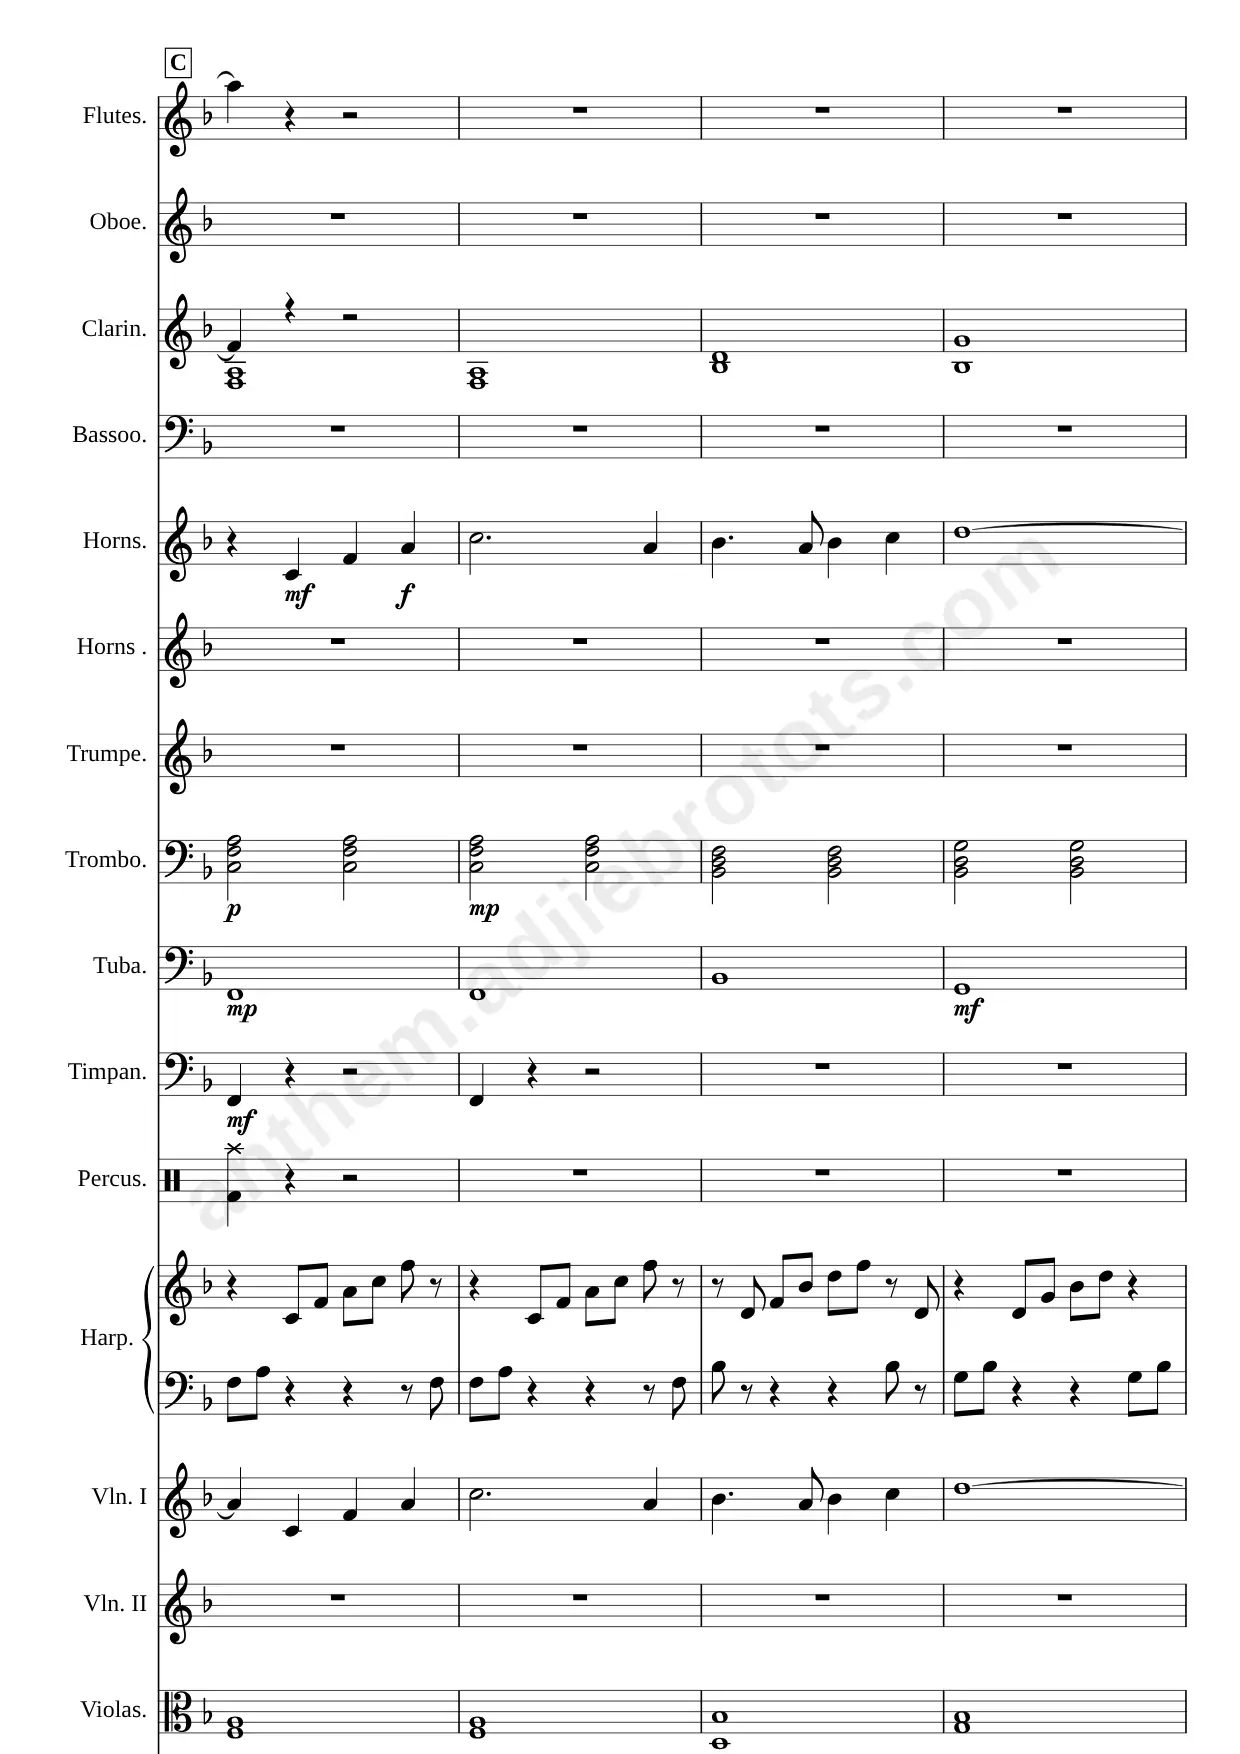 C
Flutes.
Oboe.
Clarin.
Bassoo.
Horns.
mf f
Horns .
Trumpe.
Trombo.
p mp
Tuba.
mp mf
Timpan.
mf
Percus.
Harp.
Vln. I
Vln. II
Violas.
anthem.adjiebrotots.com